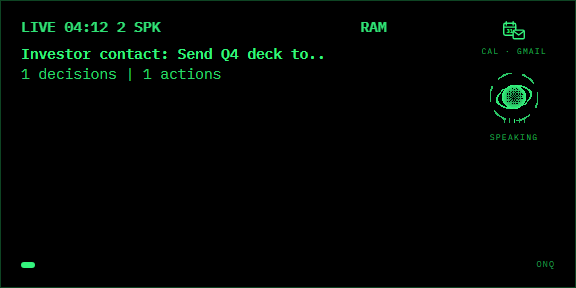 LIVE 04:12 2 SPK RAM
Investor contact: Send Q4 deck to..
1 decisions | 1 actions
CAL · GMAIL
SPEAKING
ONQ